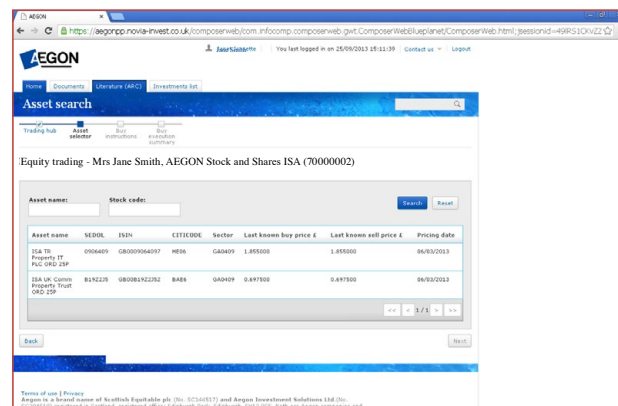 AEGON
https://aegonpp.novia-invest.co.uk/composerweb/com.infocomp.composerweb.gwt.ComposerWebBlueplanet/ComposerWeb.html;jsessionid=
AEGON
You last logged in on 25/09/2013 15:11:39 Contact us Logout
Home Documents Literature (ARC) Investments list
Asset search
Trading hub Asset selector Buy instructions Buy execution summary
Equity trading - Mrs Jane Smith, AEGON Stock and Shares ISA (70000002)
Asset name: Stock code:
Search Reset
Asset name SEDOL ISIN CITICODE Sector Last known buy price £ Last known sell price £ Pricing date
ISA TR 0906409 GB0009064097 HE06 GA0409 1.855000 1.855000 06/03/2013
Property IT
PLC ORD 25P
ISA UK Comm B19Z2J5 GB00B19Z2J52 BAE6 GA0409 0.697500 0.697500 06/03/2013
Property Trust
ORD 25P
<< < 1/1 > >>
Back Next
Terms of use | Privacy
Aegon is a brand name of Scottish Equitable plc (No. SC144517) and Aegon Investment Solutions Ltd (No.